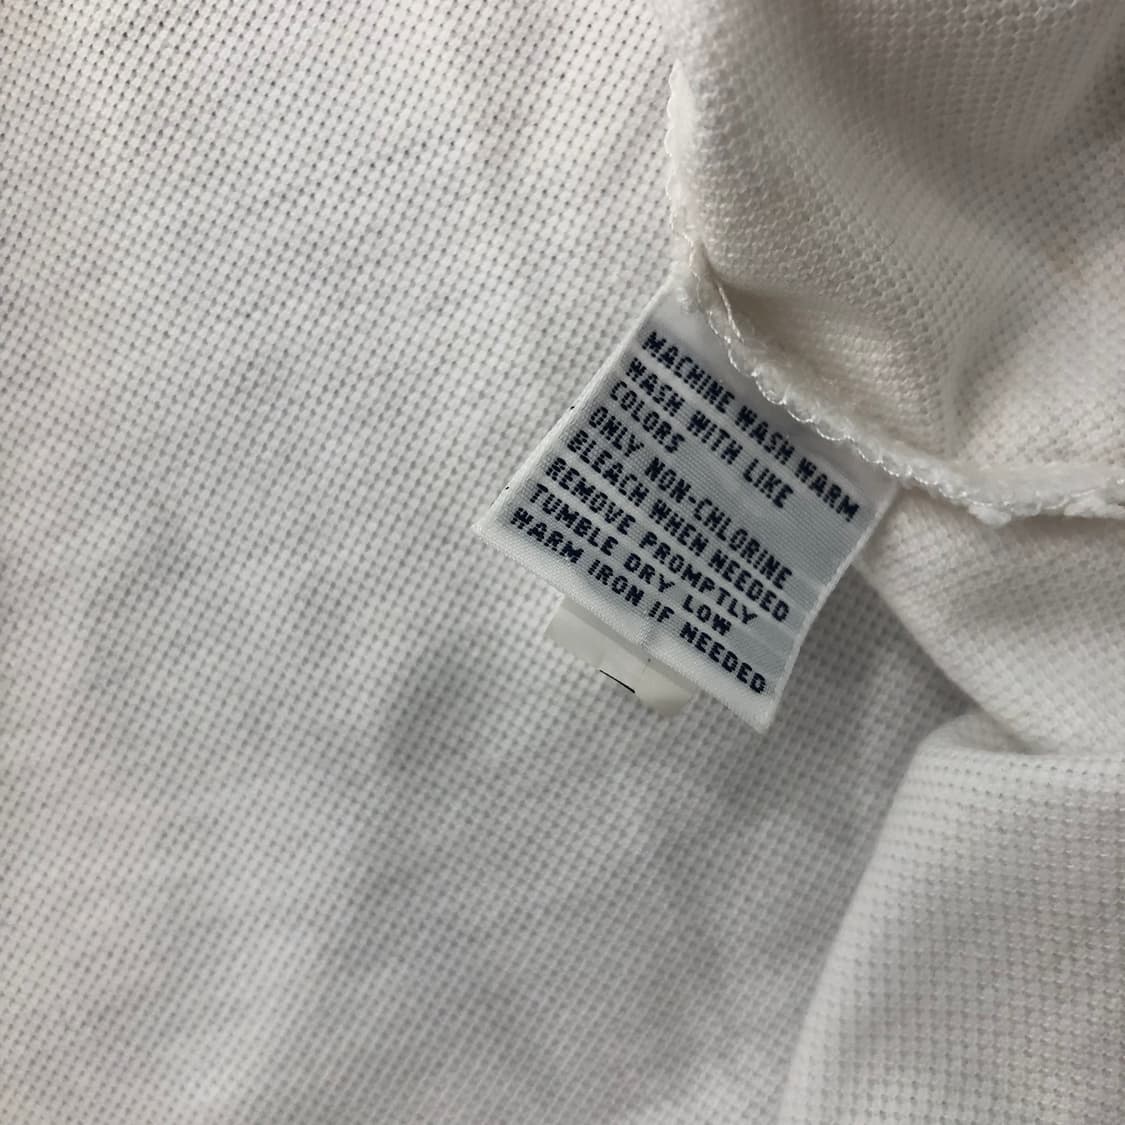 MACHINE WASH WARM
WASH WITH LIKE
COLORS
ONLY NON-CHLORINE
BLEACH WHEN NEEDED
REMOVE PROMPTLY
TUMBLE DRY LOW
WARM IRON IF NEEDED